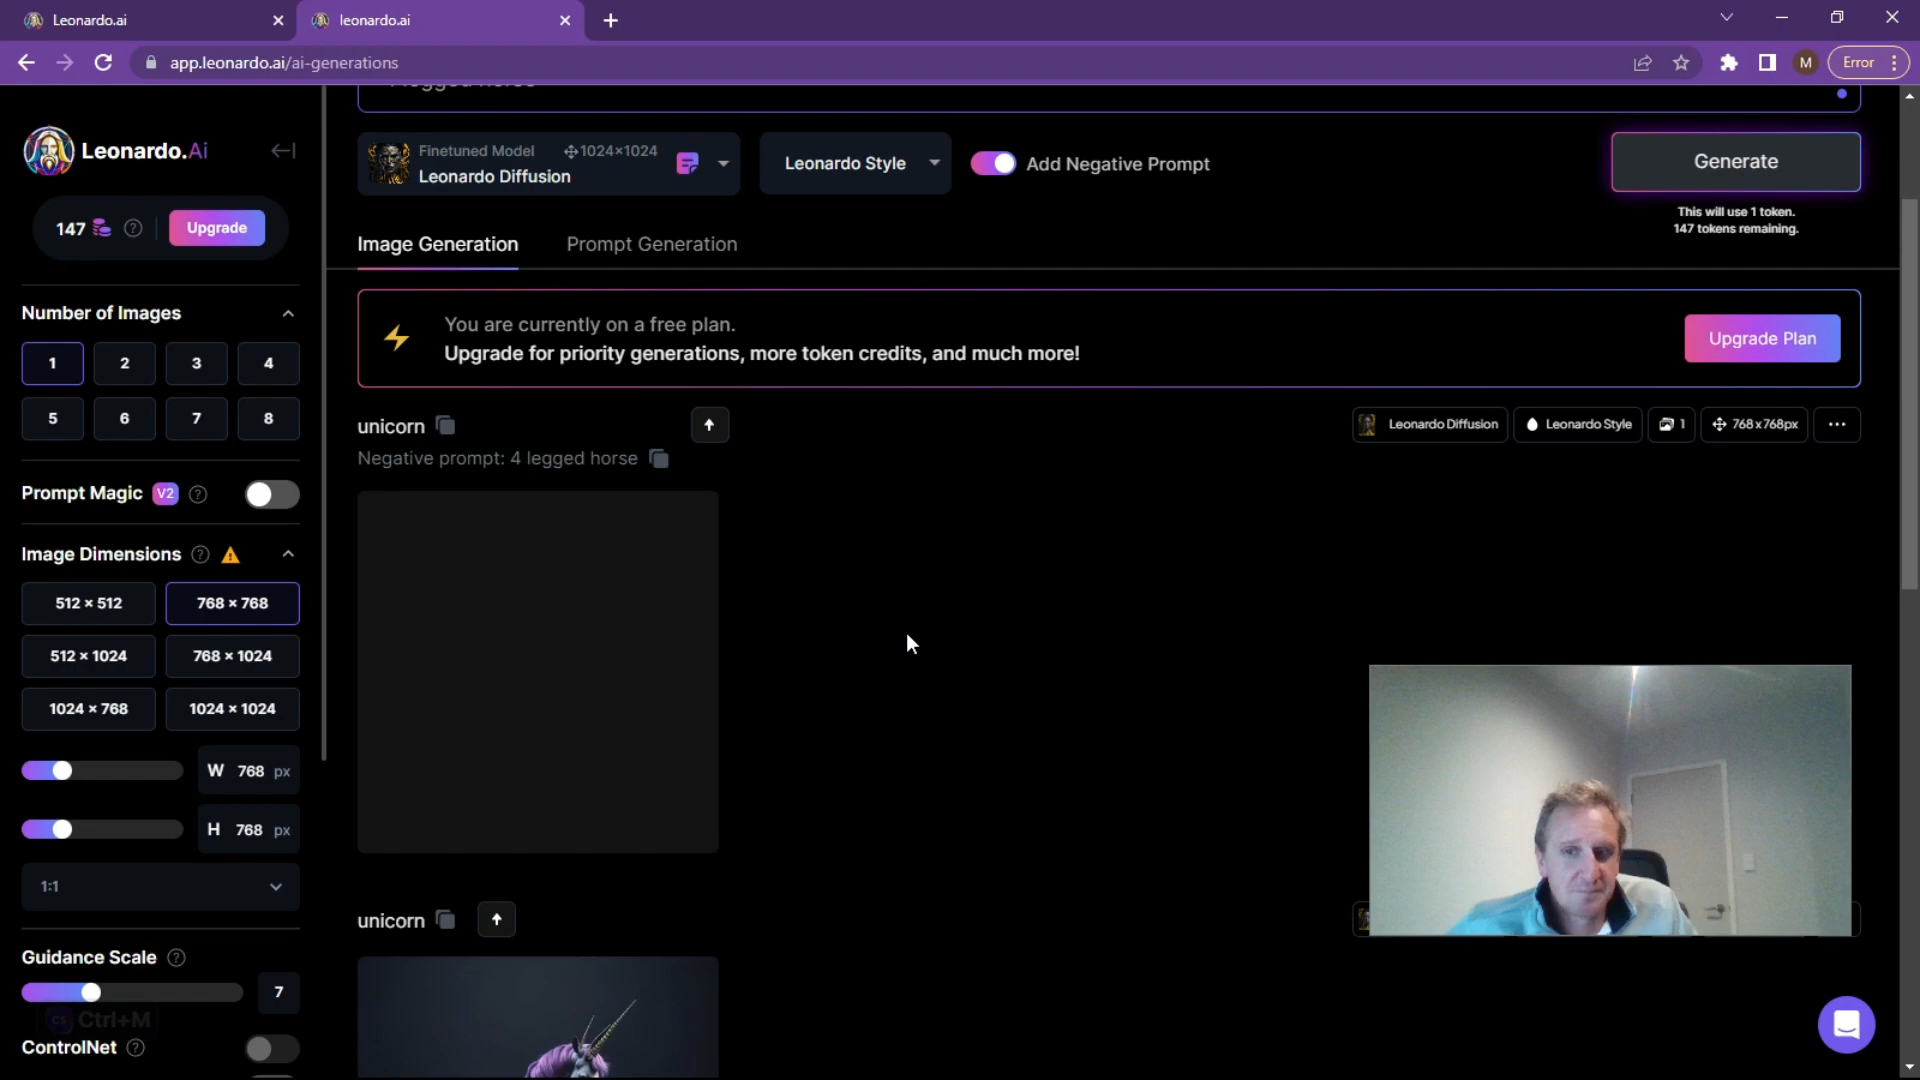 Leonardo.ai
leonardo.ai
app.leonardo.ai/ai-generations
M
Error
Leonardo.Ai
147
Upgrade
Number of Images
1 2 3 4
5 6 7 8
Prompt Magic V2
Image Dimensions
512 × 512 768 × 768
512 × 1024 768 × 1024
1024 × 768 1024 × 1024
W 768 px
H 768 px
1:1
Guidance Scale
7
CS Ctrl+M
ControlNet
Finetuned Model 1024×1024
Leonardo Diffusion
Leonardo Style
Add Negative Prompt
Generate
This will use 1 token.
147 tokens remaining.
Image Generation Prompt Generation
You are currently on a free plan.
Upgrade for priority generations, more token credits, and much more!
Upgrade Plan
unicorn
Leonardo Diffusion Leonardo Style 1 768x768px
Negative prompt: 4 legged horse
unicorn